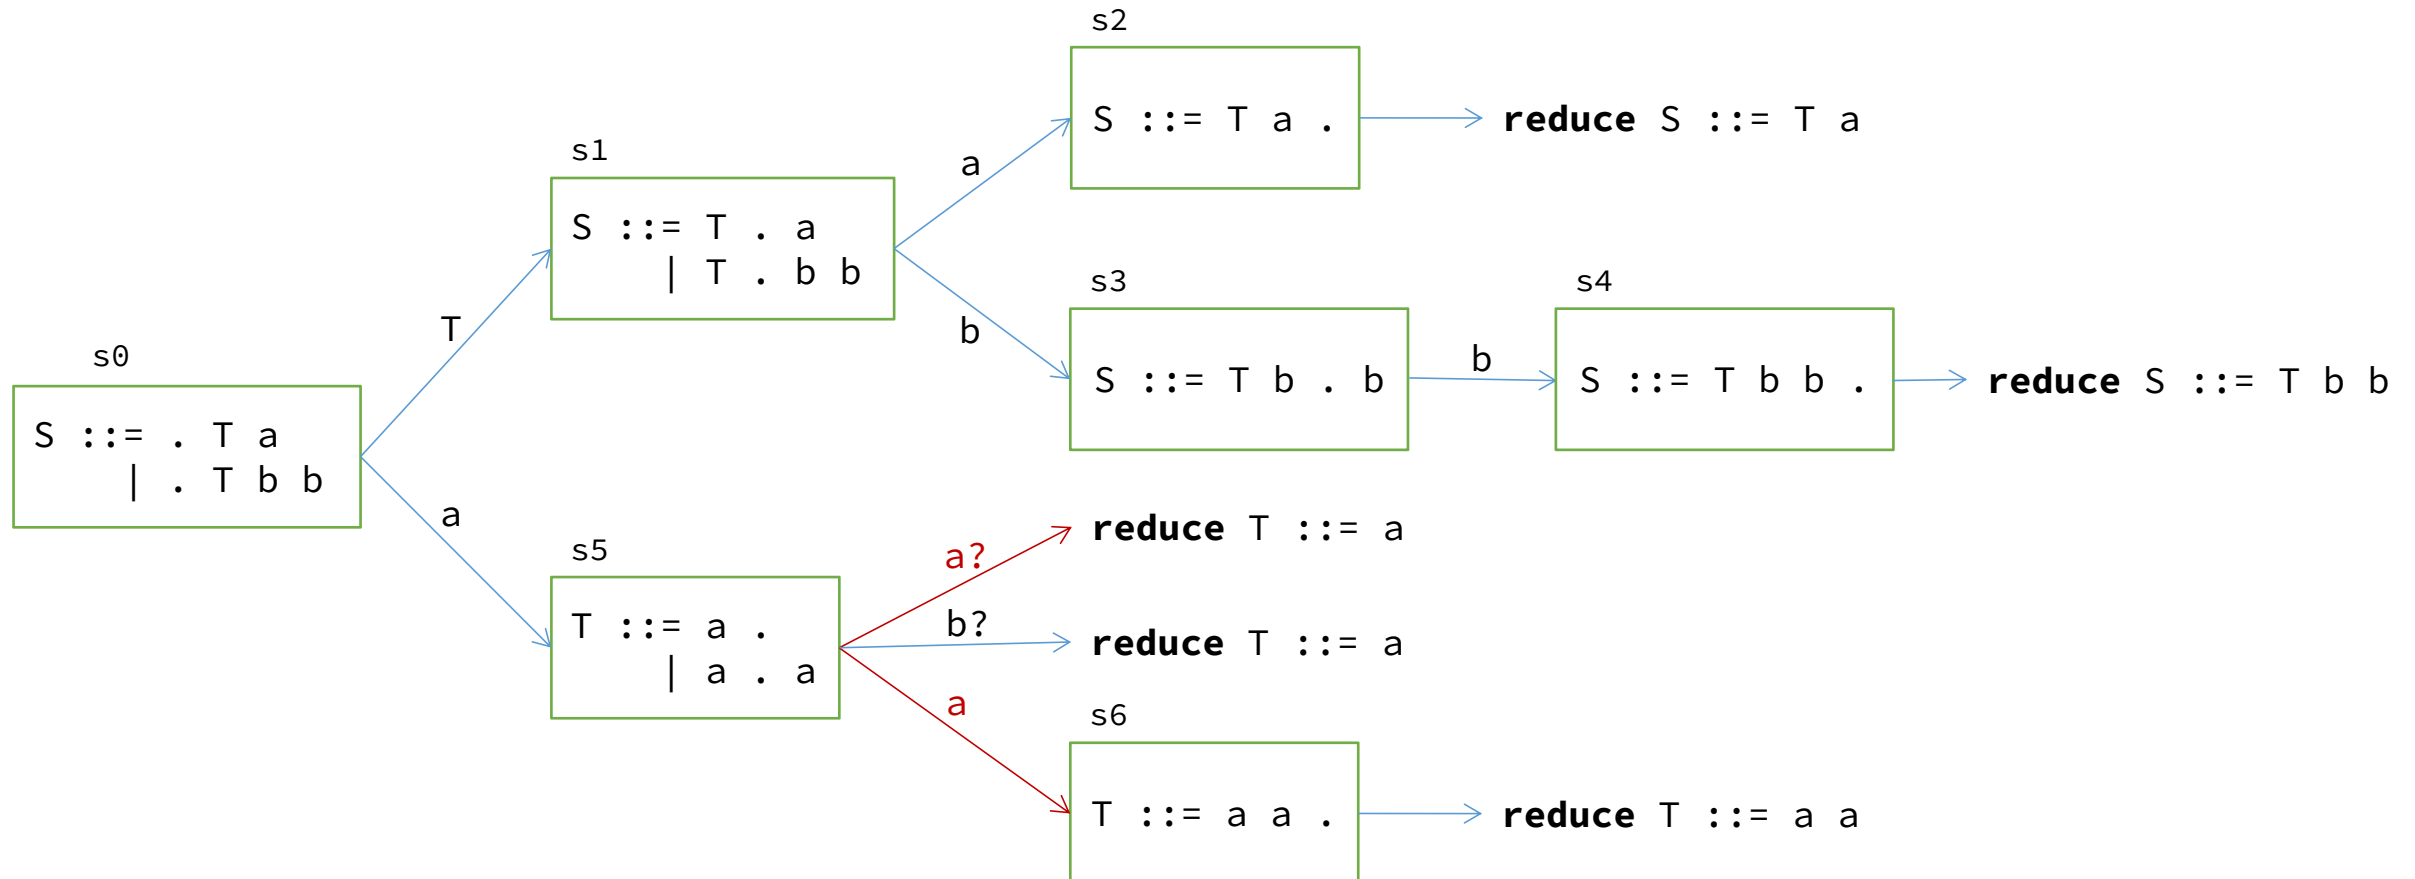 s2
S ::= T a .
reduce S ::= T a
s1
S ::= T . a
| T . b b
a
b
s3
S ::= T b . b
b
s4
S ::= T b b .
reduce S ::= T b b
T
s0
S ::= . T a
| . T b b
a
s5
T ::= a .
| a . a
a?
reduce T ::= a
b?
reduce T ::= a
a
s6
T ::= a a .
reduce T ::= a a